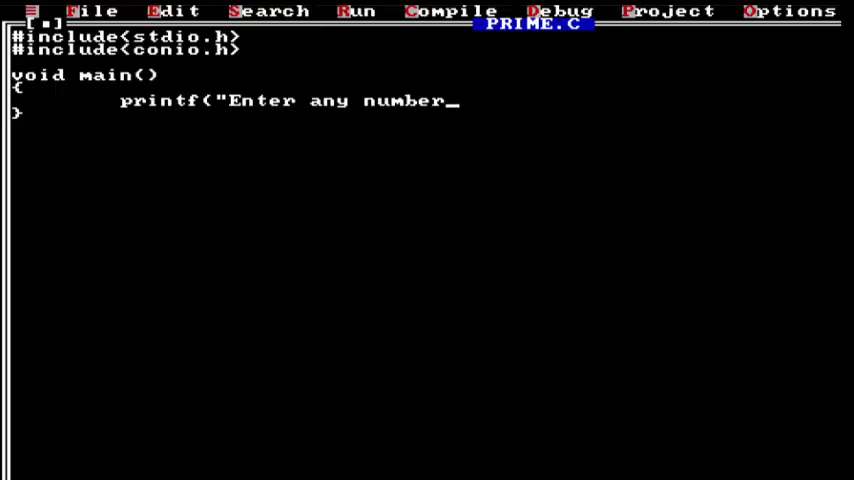 ≡ File Edit Search Run Compile Debug Project Options
[▪] PRIME.C
#include<stdio.h>
#include<conio.h>
void main()
{
printf("Enter any number_
}